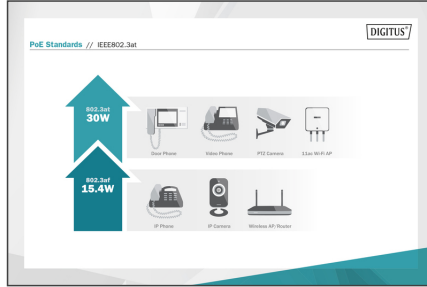 DIGITUS®
PoE Standards // IEEE802.3at
802.3at
30W
Door Phone
Video Phone
PTZ Camera
11ac Wi-Fi AP
802.3af
15.4W
IP Phone
IP Camera
Wireless AP/Router